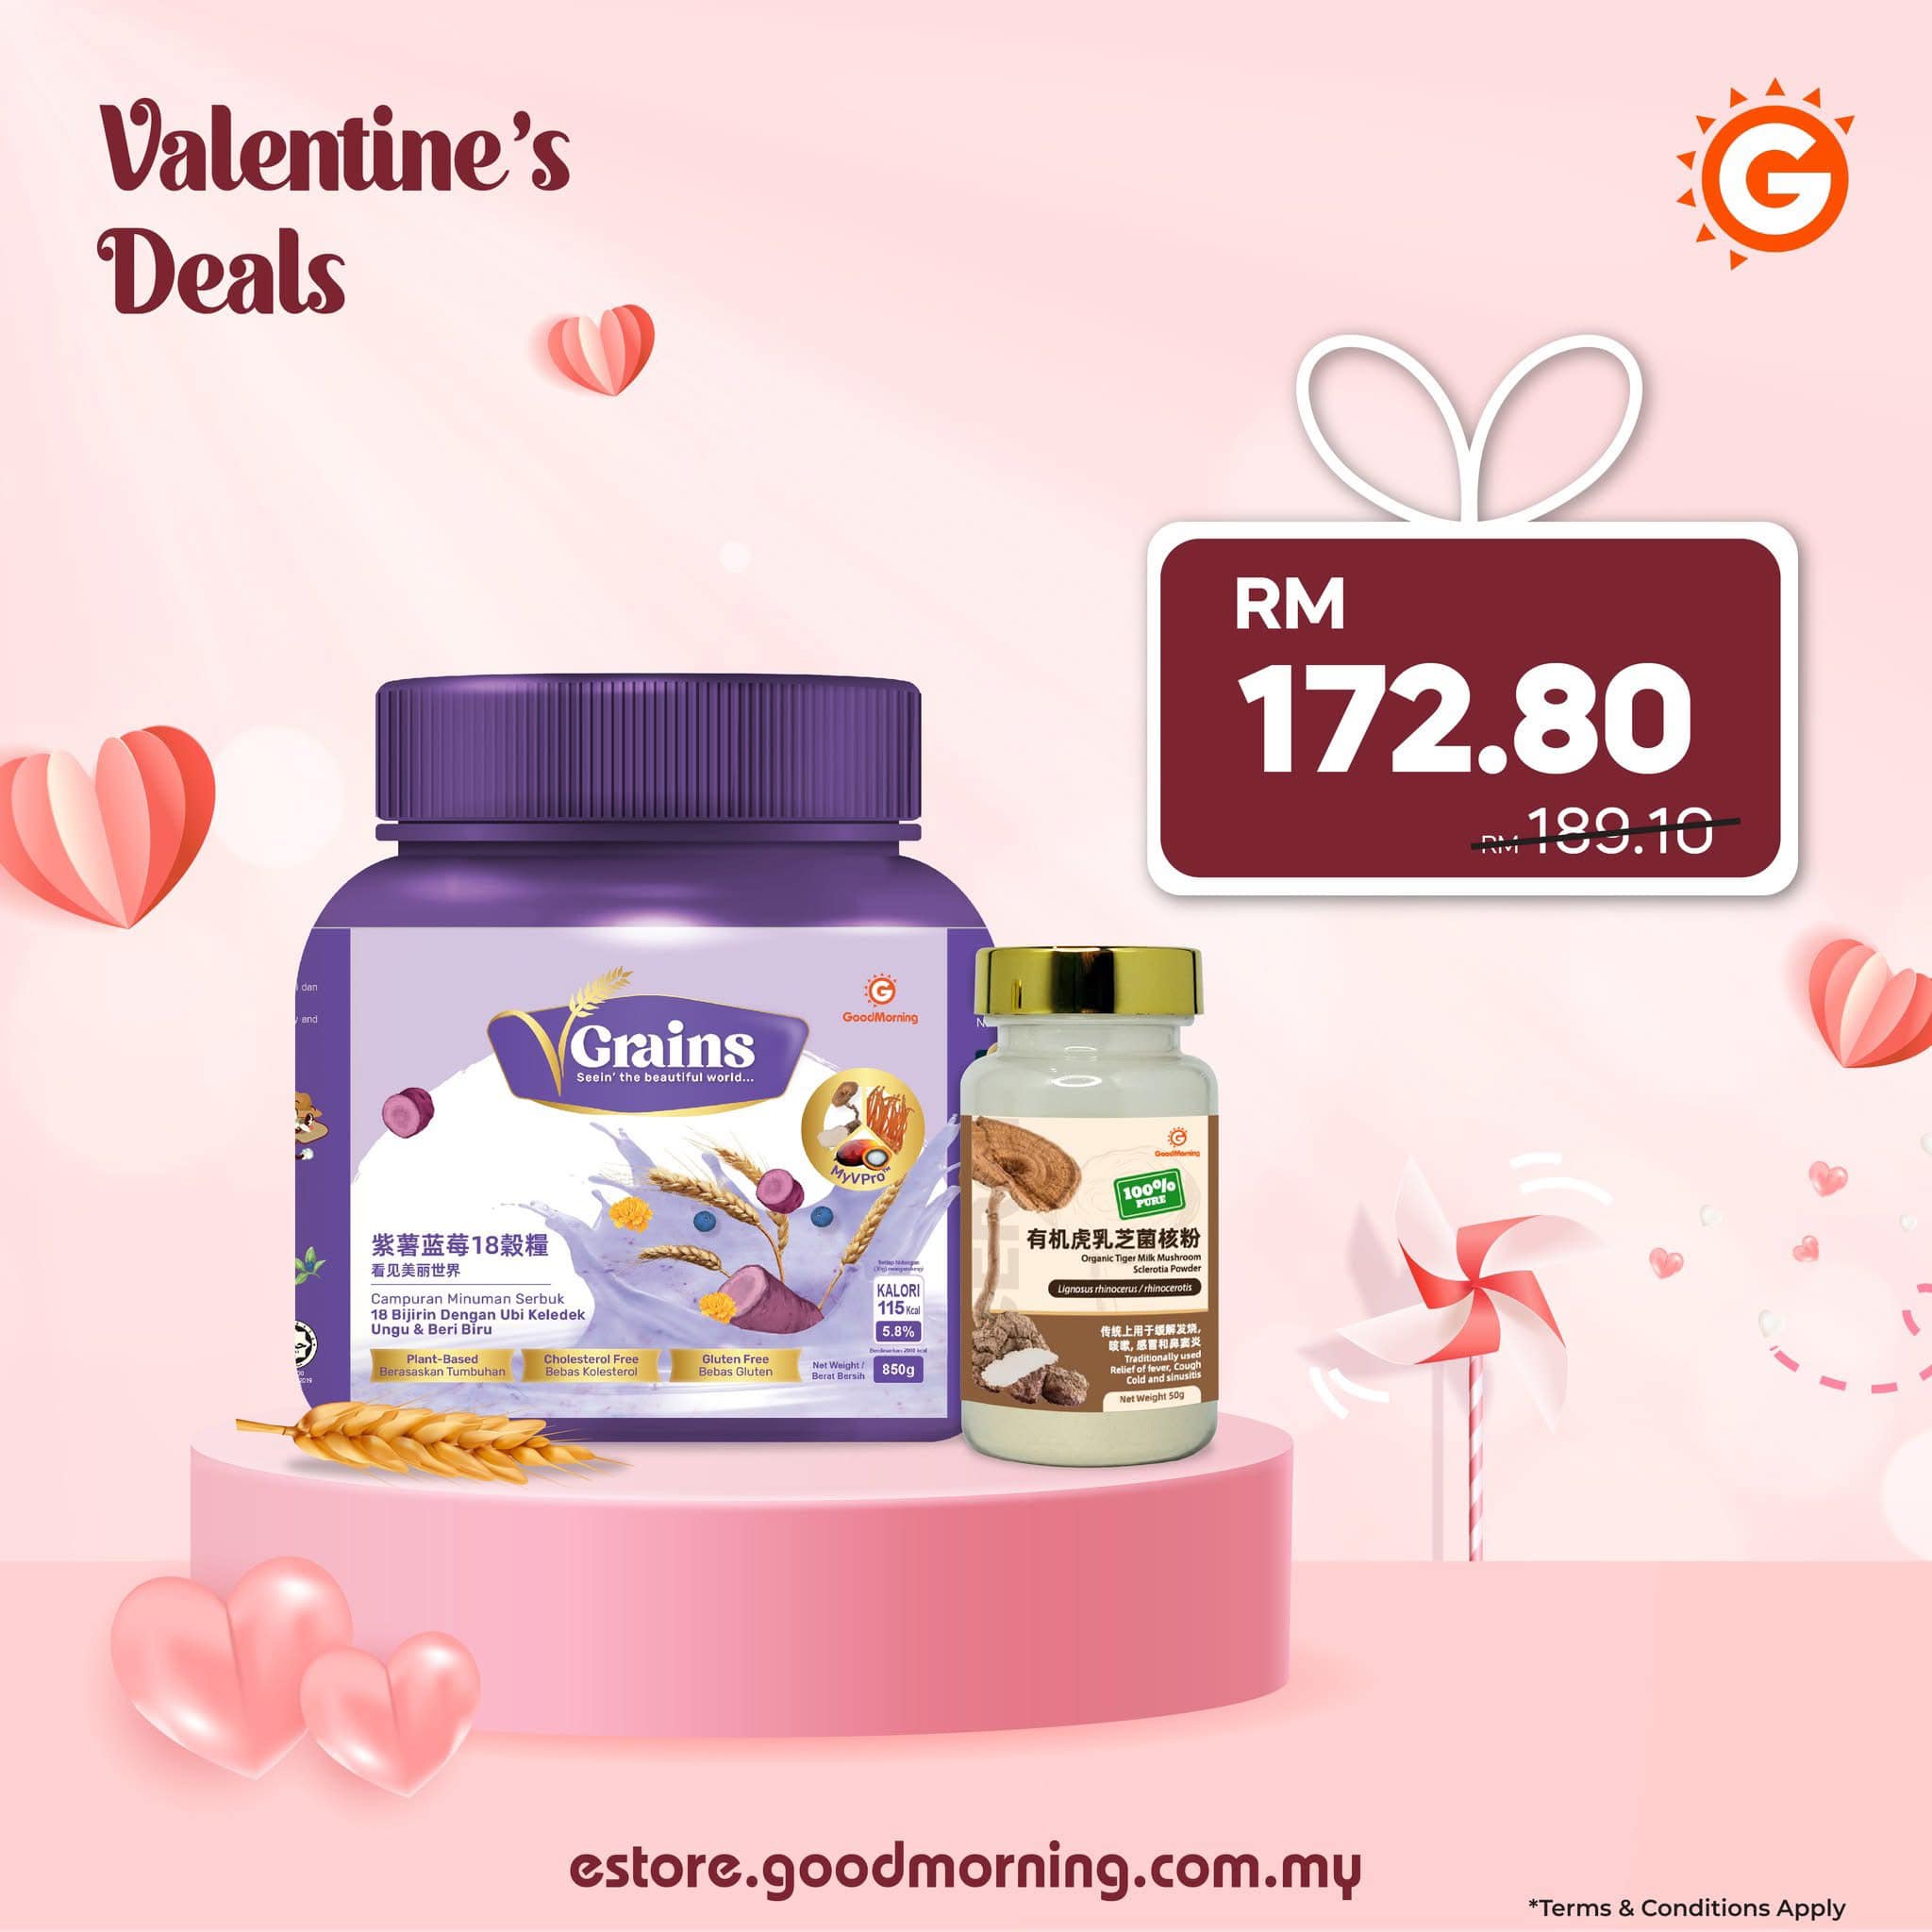 Valentine's
Deals
G
RM
172.80
RM 189.10
dan
and
VGrains
Seein' the beautiful world...
G
GoodMorning
MyVPro™
紫薯蓝莓18穀糧
看见美丽世界
Campuran Minuman Serbuk
18 Bijirin Dengan Ubi Keledek
Ungu & Beri Biru
KALORI
115 Kcal
5.8%
Plant-Based
Berasaskan Tumbuhan
Cholesterol Free
Bebas Kolesterol
Gluten Free
Bebas Gluten
Net Weight /
Berat Bersih
850g
G
GoodMorning
100%
PURE
有机虎乳芝菌核粉
Organic Tiger Milk Mushroom
Sclerotia Powder
Lignosus rhinocerus / rhinocerotis
传统上用于缓解发烧,
咳嗽, 感冒和鼻窦炎
Traditionally used
Relief of fever, Cough
Cold and sinusitis
Net Weight 50g
estore.goodmorning.com.my
*Terms & Conditions Apply